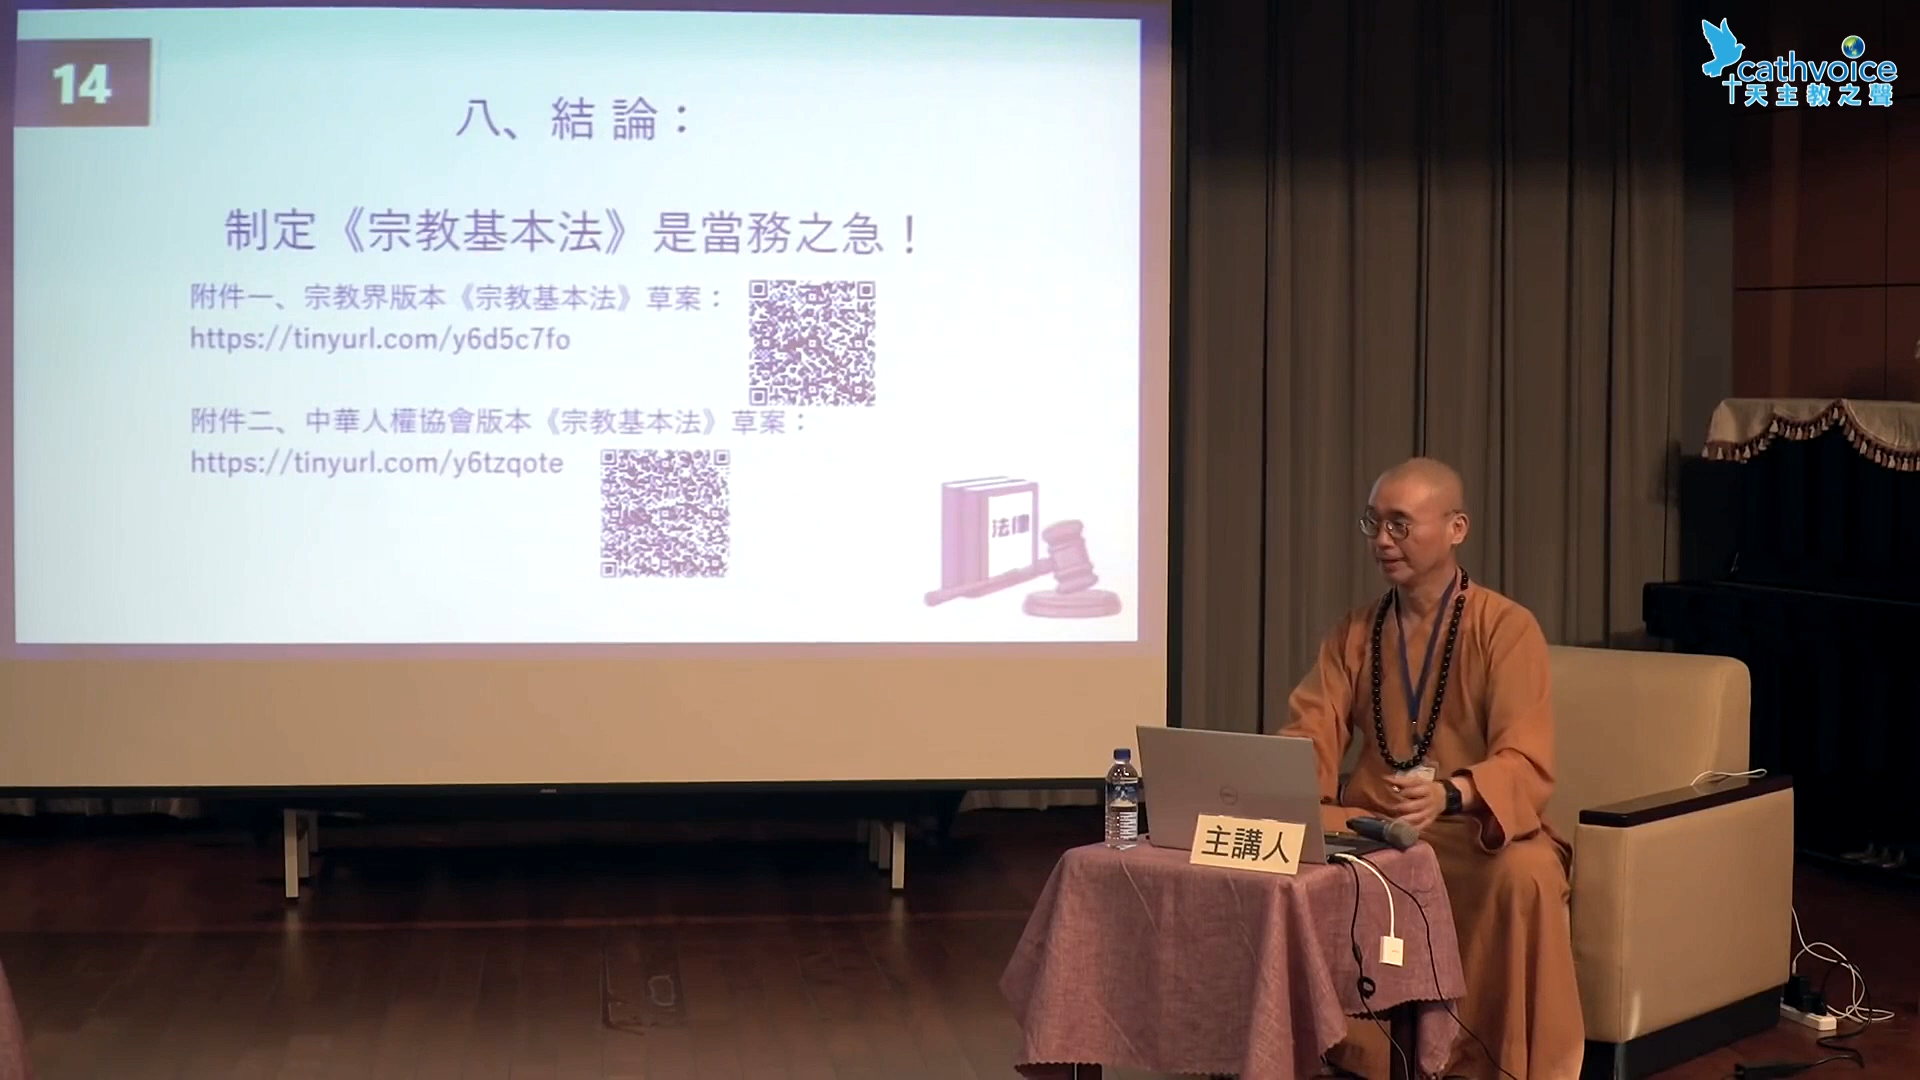 14
八、結 論：
制定《宗教基本法》是當務之急！
附件一、宗教界版本《宗教基本法》草案：
https://tinyurl.com/y6d5c7fo
附件二、中華人權協會版本《宗教基本法》草案：
https://tinyurl.com/y6tzqote
法律
cathvoice
天主教之聲
主講人
DELL